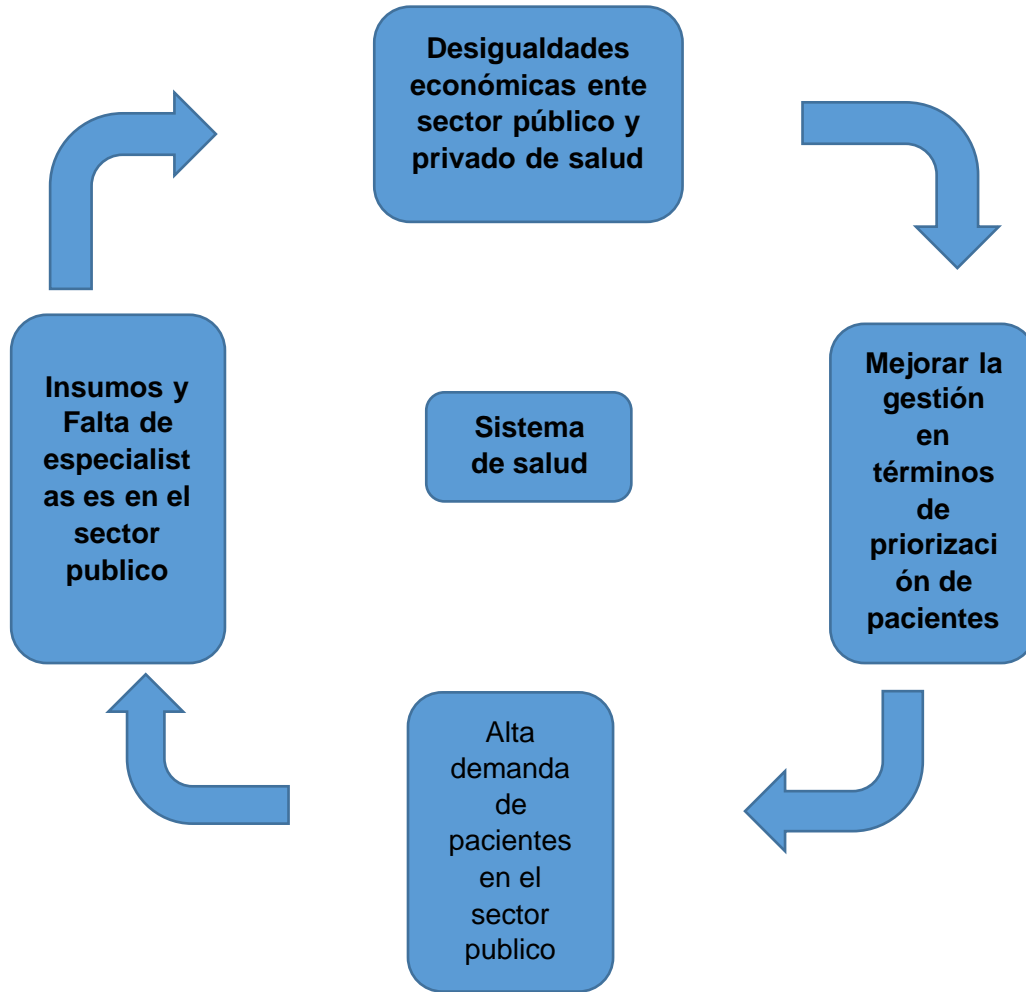 Desigualdades
económicas ente
sector público y
privado de salud
Mejorar la
gestión
en
términos
de
priorizaci
ón de
pacientes
Insumos y
Falta de
especialist
as es en el
sector
publico
Sistema
de salud
Alta
demanda
de
pacientes
en el
sector
publico